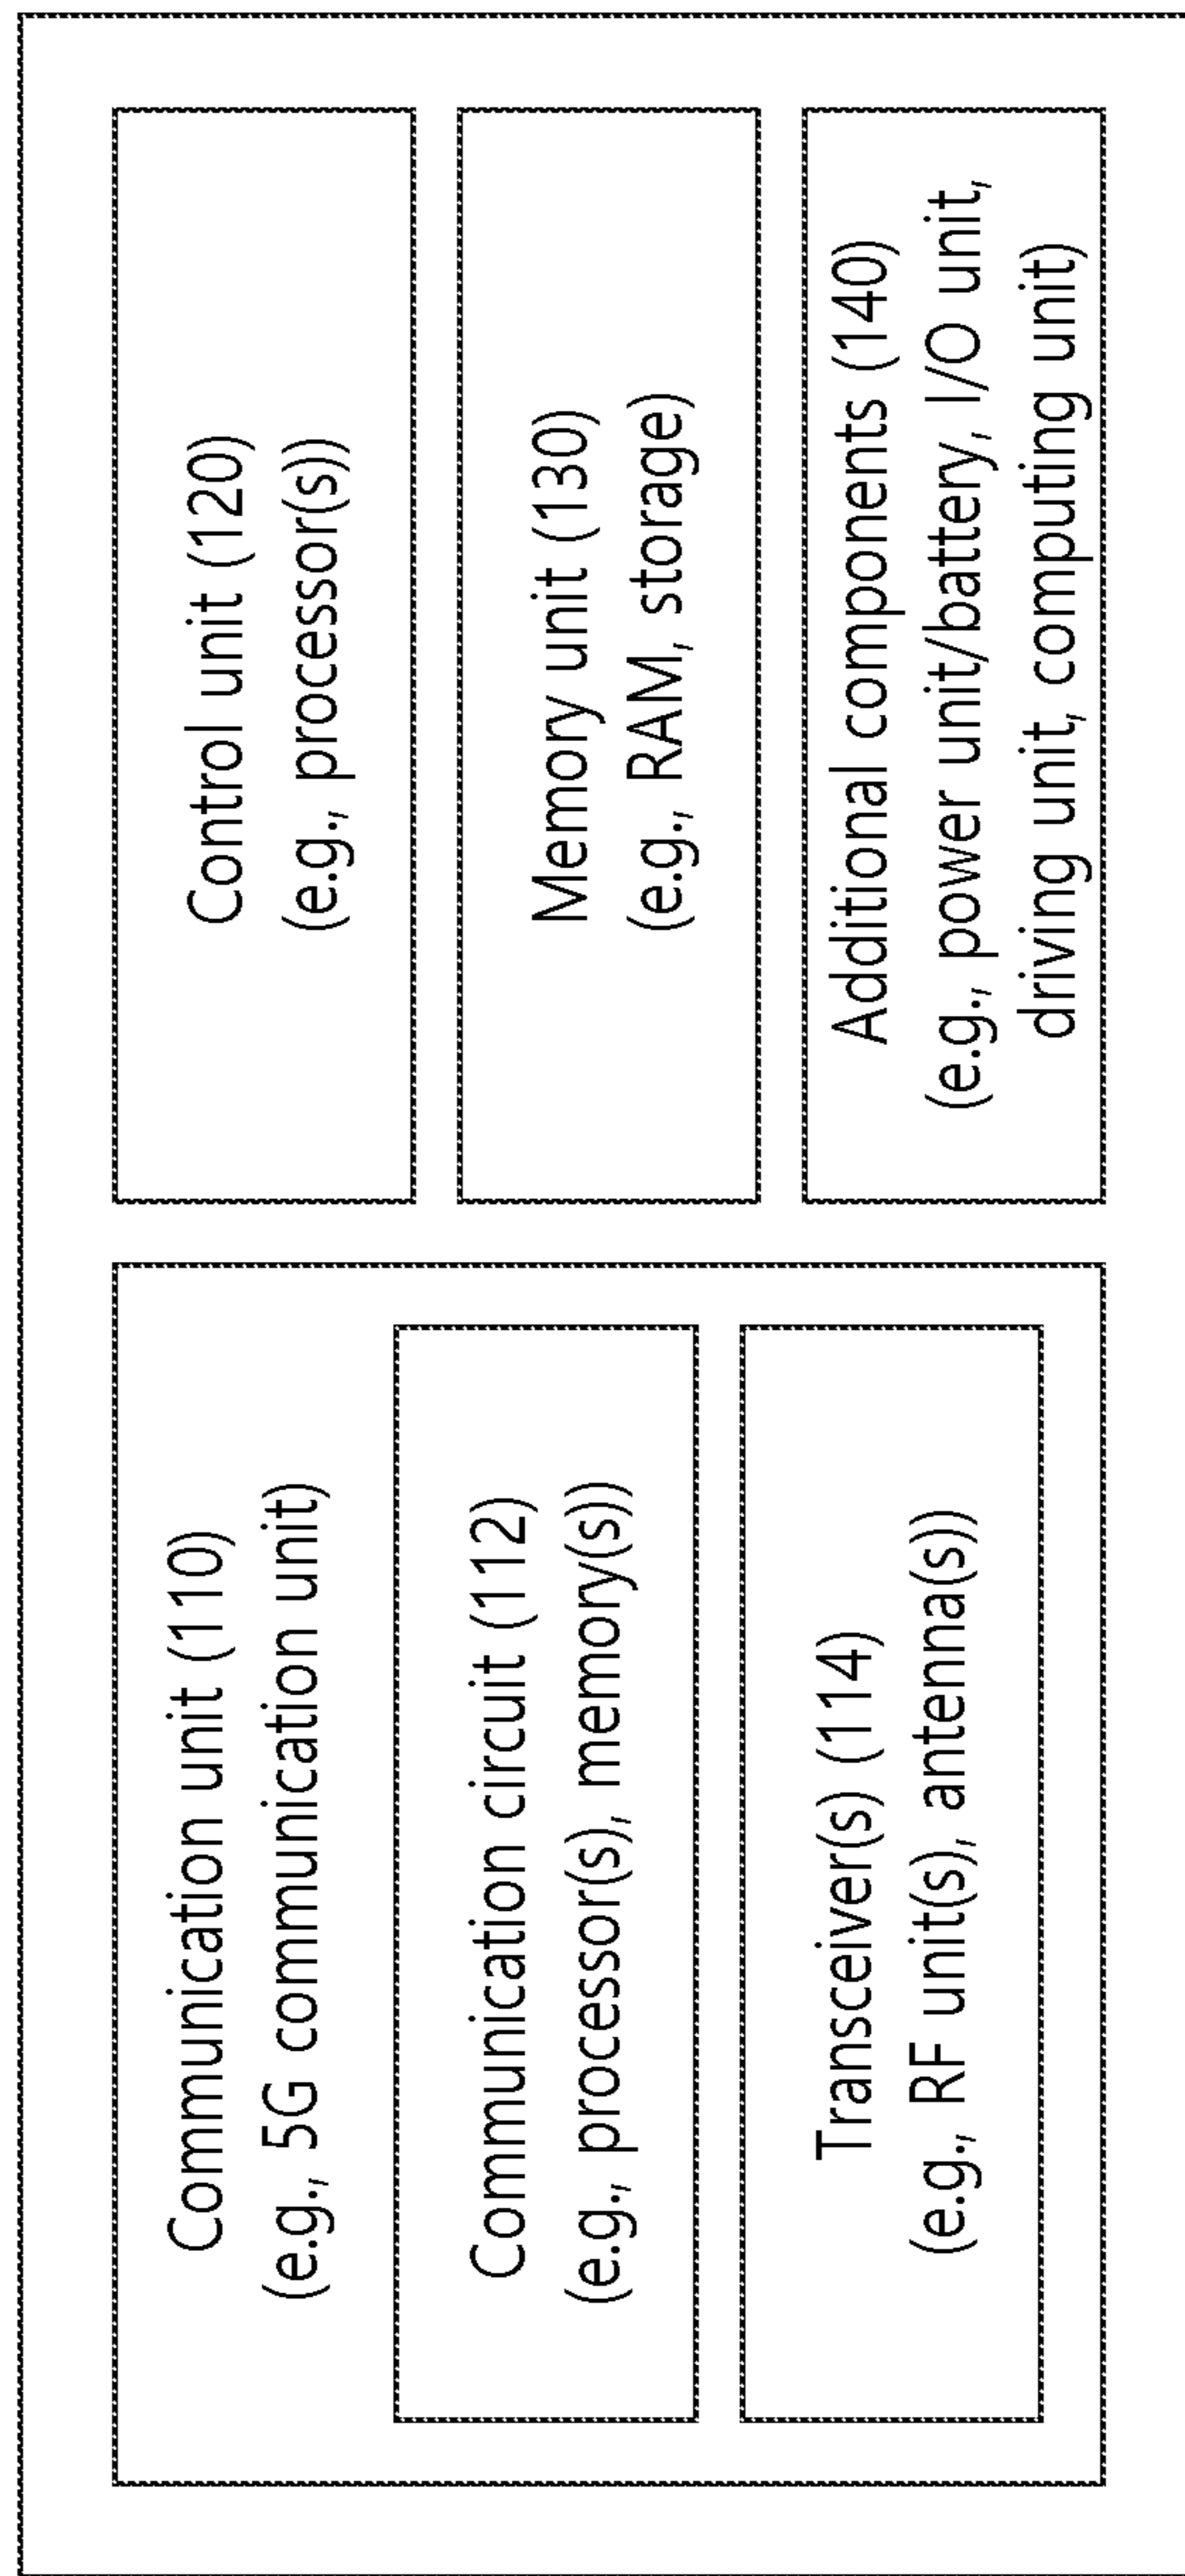 Communication unit (110)
(e.g., 5G communication unit)
Communication circuit (112)
(e.g., processor(s), memory(s))
Transceiver(s) (114)
(e.g., RF unit(s), antenna(s))
Control unit (120)
(e.g., processor(s))
Memory unit (130)
(e.g., RAM, storage)
Additional components (140)
(e.g., power unit/battery, I/O unit,
driving unit, computing unit)